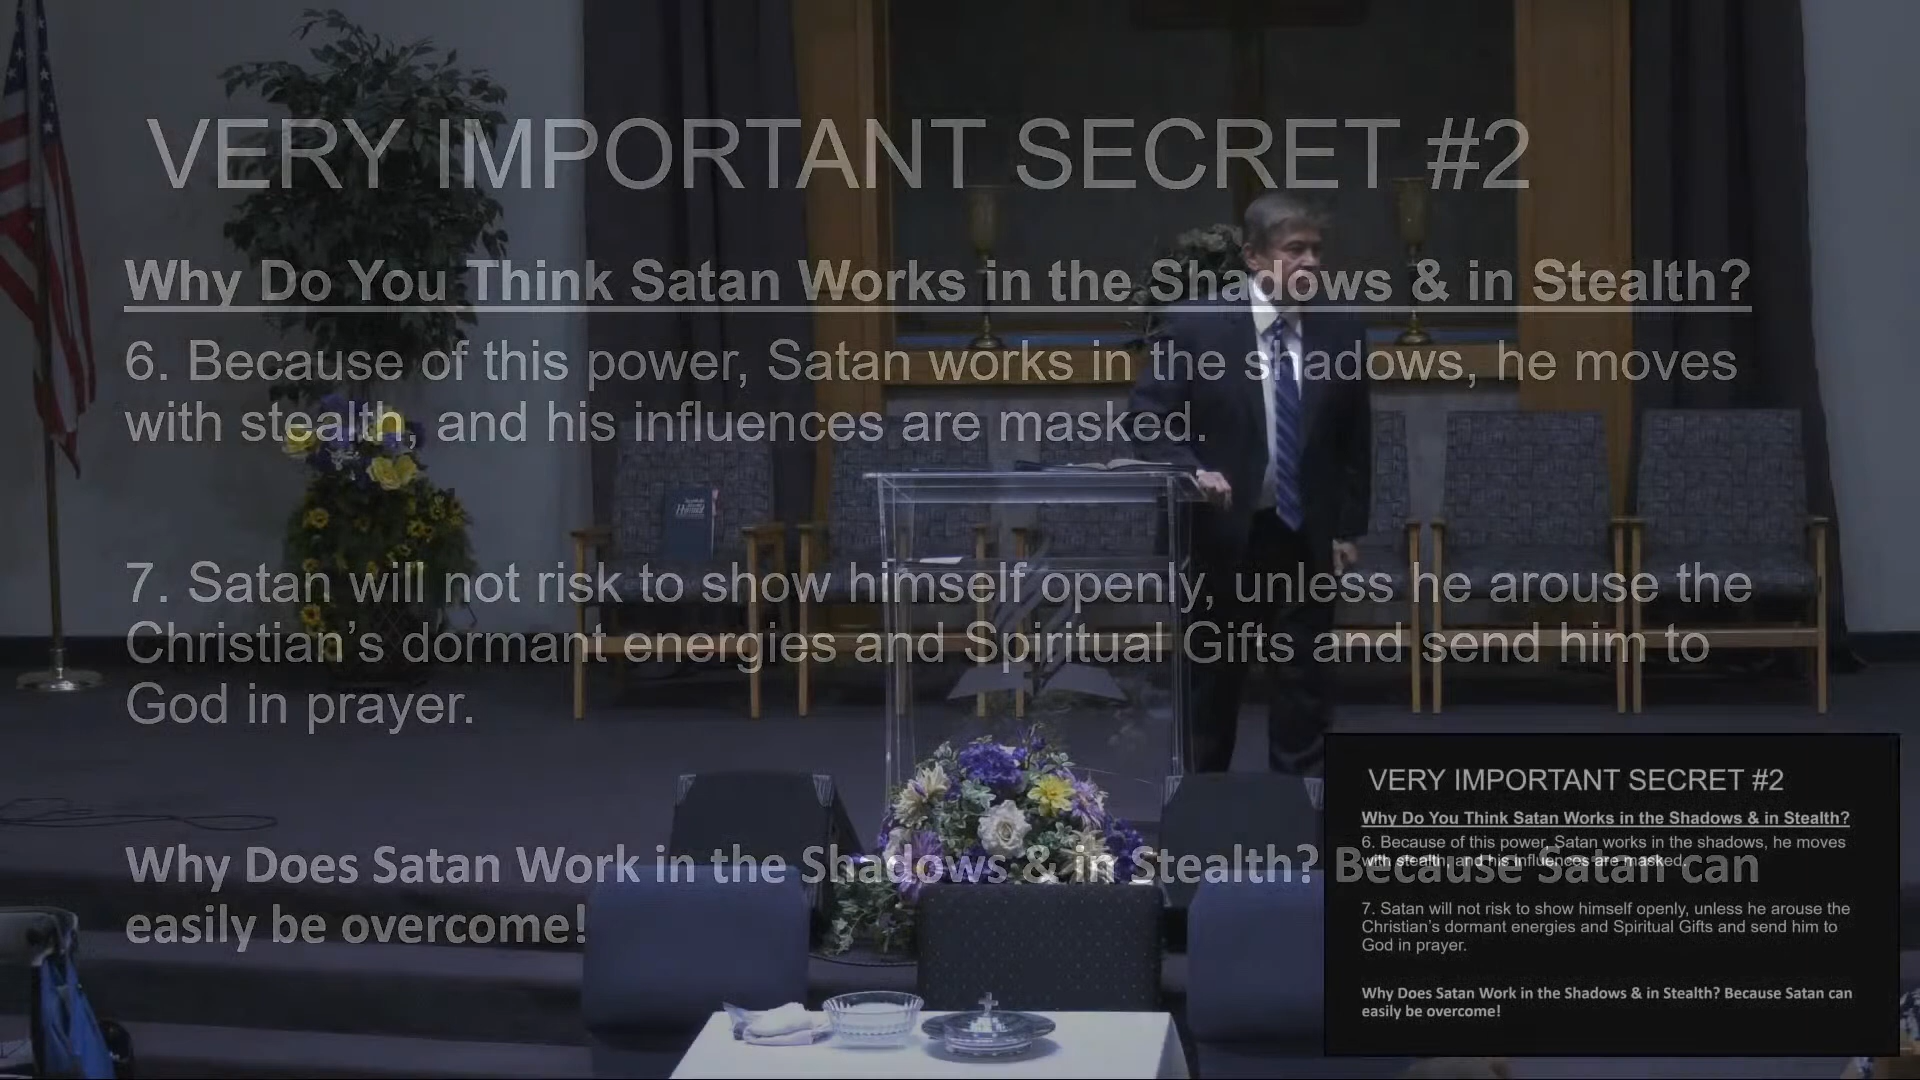 VERY IMPORTANT SECRET #2
Why Do You Think Satan Works in the Shadows & in Stealth?
6. Because of this power, Satan works in the shadows, he moves
with stealth, and his influences are masked.
7. Satan will not risk to show himself openly, unless he arouse the
Christian’s dormant energies and Spiritual Gifts and send him to
God in prayer.
Why Does Satan Work in the Shadows & in Stealth? Because Satan can
easily be overcome!
VERY IMPORTANT SECRET #2
Why Do You Think Satan Works in the Shadows & in Stealth?
6. Because of this power, Satan works in the shadows, he moves
with stealth, and his influences are masked.
7. Satan will not risk to show himself openly, unless he arouse the
Christian’s dormant energies and Spiritual Gifts and send him to
God in prayer.
Why Does Satan Work in the Shadows & in Stealth? Because Satan can
easily be overcome!